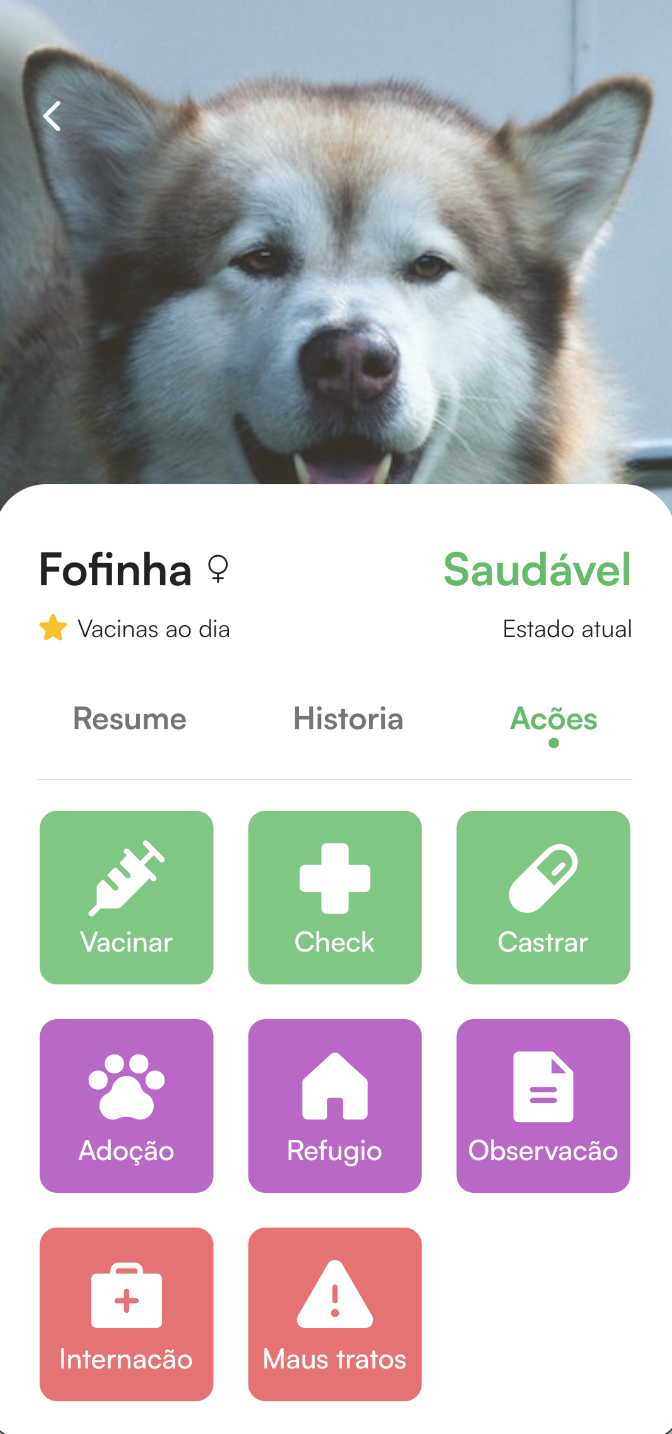 Fofinha ♀
Saudável
Vacinas ao dia
Estado atual
Resume
Historia
Acões
Vacinar
Check
Castrar
Adoção
Refugio
Observacão
Internacão
Maus tratos